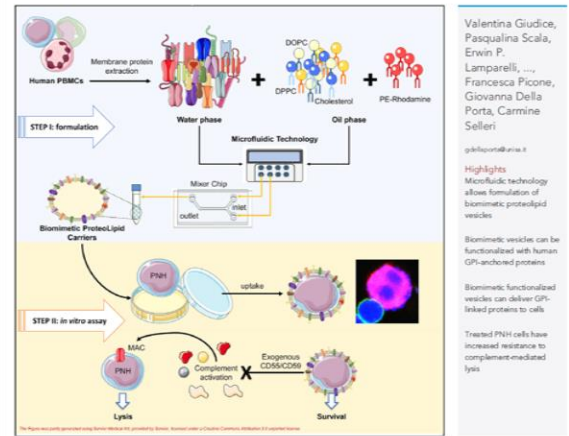 Human PBMCs
Membrane protein
extraction
DOPC
DPPC
Cholesterol
PE-Rhodamine
Water phase
Oil phase
STEP I: formulation
Microfluidic Technology
Mixer Chip
inlet
outlet
Biomimetic ProteoLipid
Carriers
PNH
uptake
STEP II: in vitro assay
MAC
PNH
Complement
activation
Exogenous
CD55/CD59
Lysis
Survival
Valentina Giudice,
Pasqualina Scala,
Erwin P.
Lamparelli, ...,
Francesca Picone,
Giovanna Della
Porta, Carmine
Selleri
gdellaporta@unisa.it
Highlights
Microfluidic technology
allows formulation of
biomimetic proteolipid
vesicles
Biomimetic vesicles can be
functionalized with human
GPI-anchored proteins
Biomimetic functionalized
vesicles can deliver GPI-
linked proteins to cells
Treated PNH cells have
increased resistance to
complement-mediated
lysis